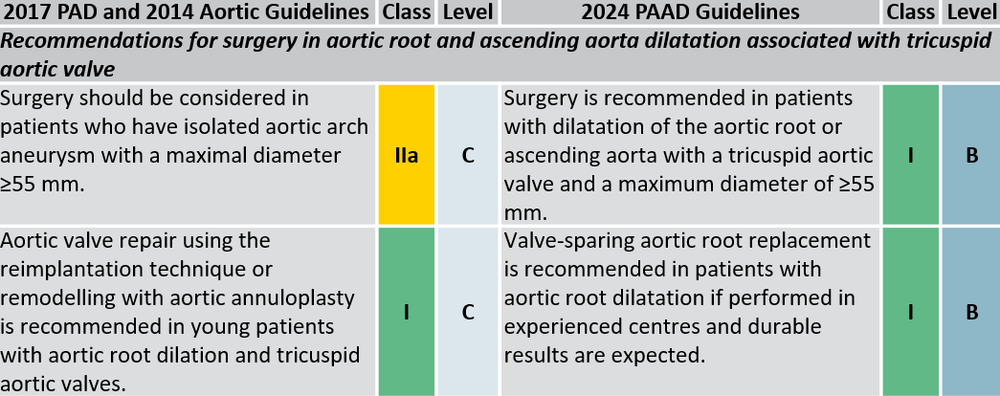 2017 PAD and 2014 Aortic Guidelines Class Level 2024 PAAD Guidelines Class Level
Recommendations for surgery in aortic root and ascending aorta dilatation associated with tricuspid
aortic valve
Surgery should be considered in
patients who have isolated aortic arch
aneurysm with a maximal diameter
≥55 mm.
IIa
C
Surgery is recommended in patients
with dilatation of the aortic root or
ascending aorta with a tricuspid aortic
valve and a maximum diameter of ≥55
mm.
I
B
Aortic valve repair using the
reimplantation technique or
remodelling with aortic annuloplasty
is recommended in young patients
with aortic root dilation and tricuspid
aortic valves.
I
C
Valve-sparing aortic root replacement
is recommended in patients with
aortic root dilatation if performed in
experienced centres and durable
results are expected.
I
B